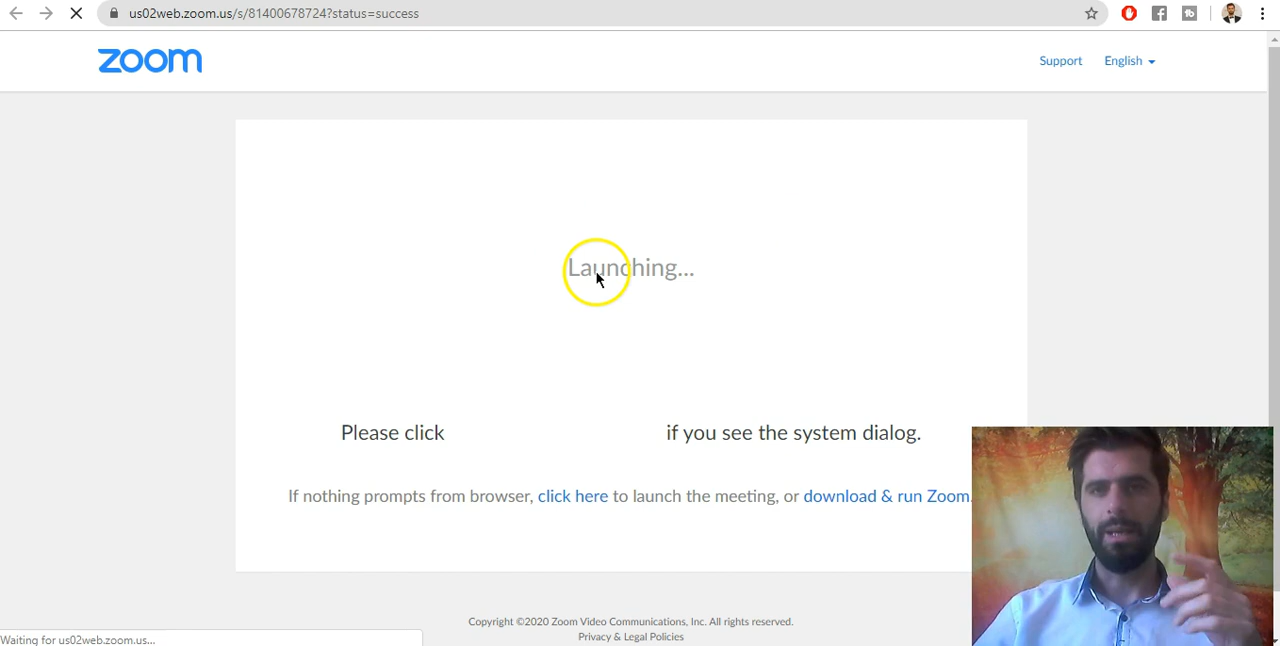 us02web.zoom.us/s/81400678724?status=success
zoom
Support English
Launching...
Please click if you see the system dialog.
If nothing prompts from browser, click here to launch the meeting, or download & run Zoom.
Copyright ©2020 Zoom Video Communications, Inc. All rights reserved.
Privacy & Legal Policies
Waiting for us02web.zoom.us...